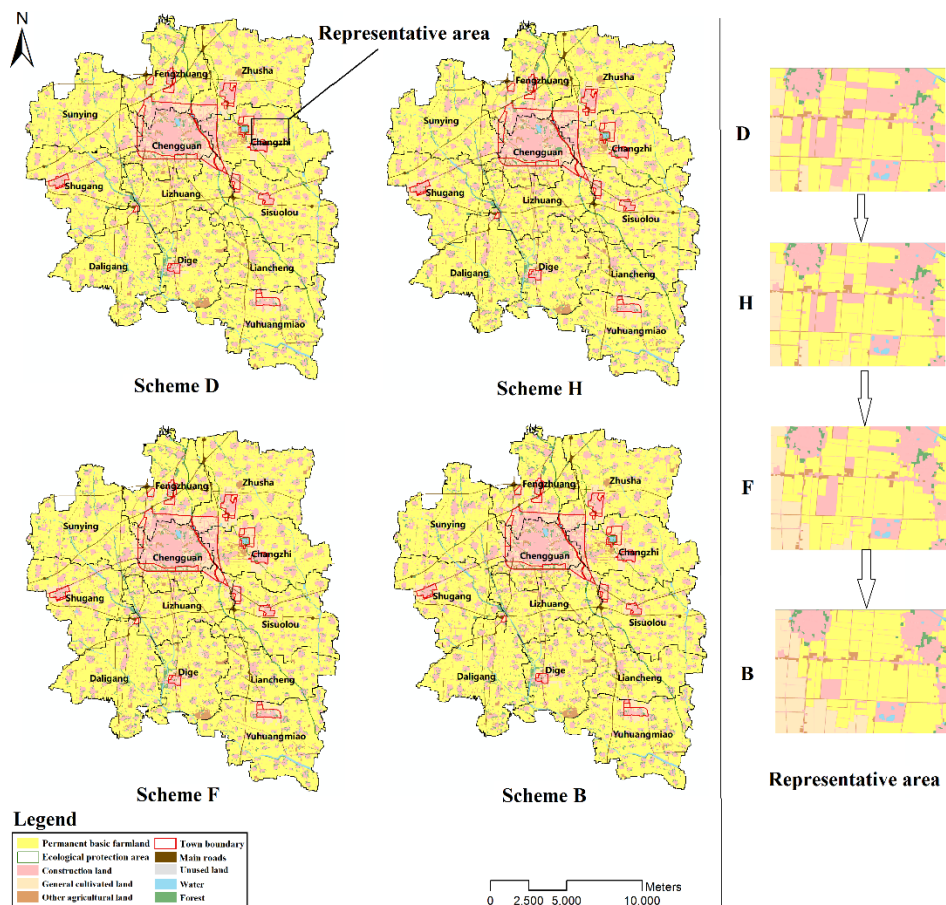 N
Representative area
Fengzhuang
Zhusha
Sunying
Chengguan
Changzhi
Shugang
Lizhuang
Sisuolou
Daligang
Dige
Liancheng
Yuhuangmiao
Scheme D
Fengzhuang
Zhusha
Sunying
Chengguan
Changzhi
Shugang
Lizhuang
Sisuolou
Daligang
Dige
Liancheng
Yuhuangmiao
Scheme H
Fengzhuang
Zhusha
Sunying
Chengguan
Changzhi
Shugang
Lizhuang
Sisuolou
Daligang
Dige
Liancheng
Yuhuangmiao
Scheme F
Fengzhuang
Zhusha
Sunying
Chengguan
Changzhi
Shugang
Lizhuang
Sisuolou
Daligang
Dige
Liancheng
Yuhuangmiao
Scheme B
D
H
F
B
Representative area
Legend
Permanent basic farmland
Ecological protection area
Construction land
General cultivated land
Other agricultural land
Town boundary
Main roads
Unused land
Water
Forest
Meters
0 2.500 5.000 10.000